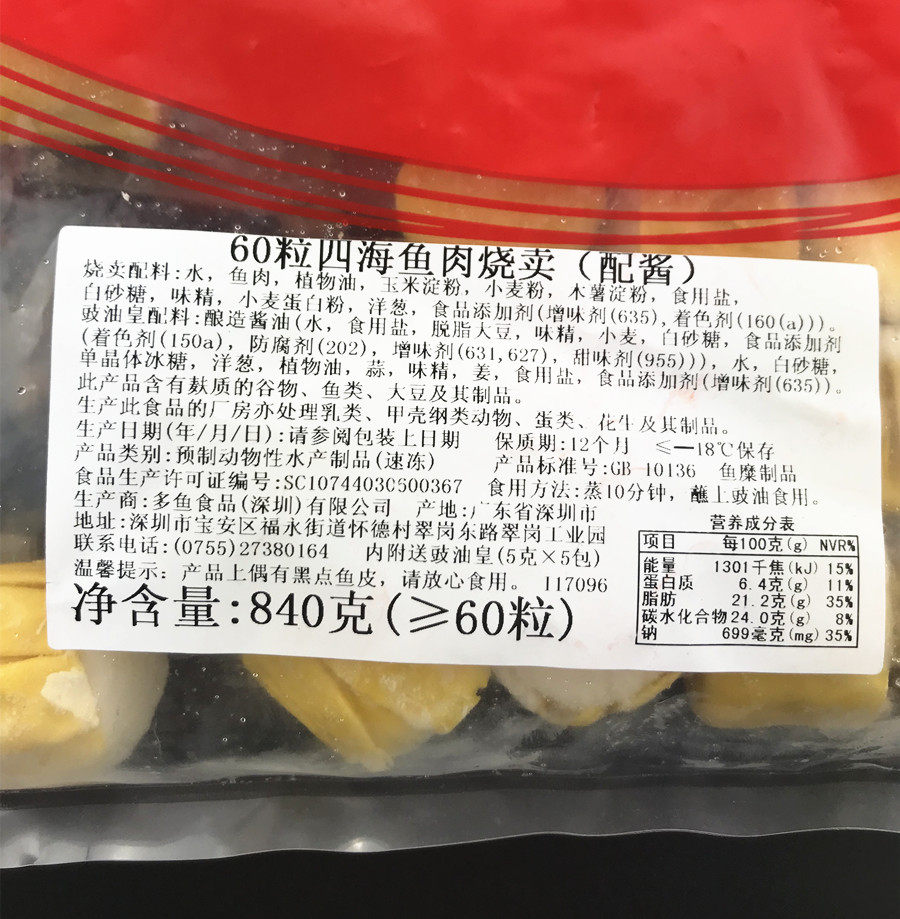 60粒四海鱼肉烧卖（配酱）
烧卖配料:水，鱼肉，植物油，玉米淀粉，小麦粉，木薯淀粉，食用盐，
白砂糖，味精，小麦蛋白粉，洋葱，食品添加剂(增味剂(635),着色剂(160(a)))。
豉油皇配料:酿造酱油(水，食用盐，脱脂大豆，味精，小麦，白砂糖，食品添加剂
(着色剂(150a)，防腐剂(202)，增味剂(631,627)，甜味剂(955)))，水，白砂糖，
单晶体冰糖，洋葱，植物油，蒜，味精，姜，食用盐，食品添加剂(增味剂(635))。
此产品含有麸质的谷物、鱼类、大豆及其制品。
生产此食品的厂房亦处理乳类、甲壳纲类动物、蛋类、花生及其制品。
生产日期(年/月/日):请参阅包装上日期 保质期:12个月 ≤—18℃保存
产品类别:预制动物性水产制品(速冻) 产品标准号:GB 10136 鱼糜制品
食品生产许可证编号:SC10744030500367 食用方法:蒸10分钟，蘸上豉油食用。
生产商:多鱼食品(深圳)有限公司 产地:广东省深圳市
地址:深圳市宝安区福永街道怀德村翠岗东路翠岗工业园
联系电话:(0755)27380164 内附送豉油皇(5克×5包)
温馨提示：产品上偶有黑点鱼皮，请放心食用。 117096
净含量:840克(≥60粒)
营养成分表
项目 每100克(g) NVR%
能量 1301千焦(kJ) 15%
蛋白质 6.4克(g) 11%
脂肪 21.2克(g) 35%
碳水化合物 24.0克(g) 8%
钠 699毫克(mg) 35%